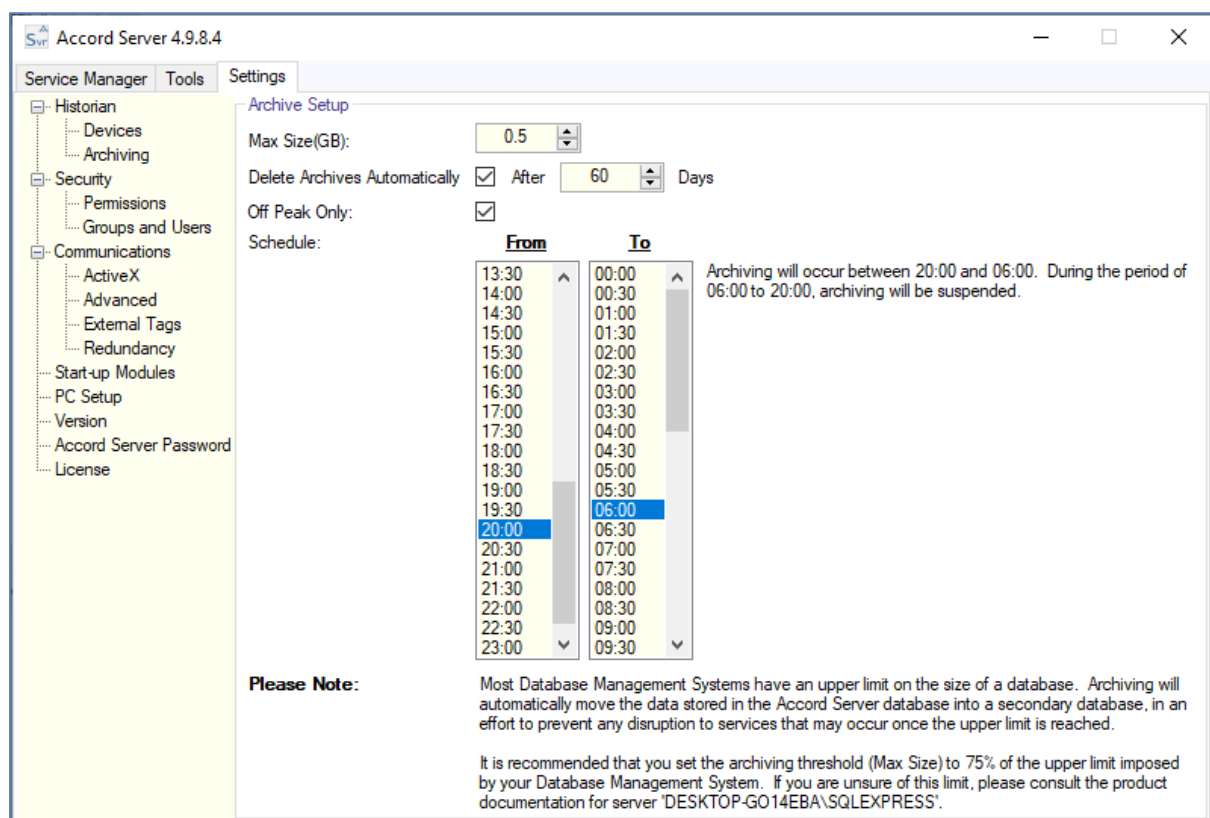 Svr A Accord Server 4.9.8.4
Service Manager Tools Settings
Historian
Devices
Archiving
Security
Permissions
Groups and Users
Communications
ActiveX
Advanced
External Tags
Redundancy
Start-up Modules
PC Setup
Version
Accord Server Password
License
Archive Setup
Max Size(GB): 0.5
Delete Archives Automatically After 60 Days
Off Peak Only:
Schedule: From To
13:30 00:00
14:00 00:30
14:30 01:00
15:00 01:30
15:30 02:00
16:00 02:30
16:30 03:00
17:00 03:30
17:30 04:00
18:00 04:30
18:30 05:00
19:00 05:30
19:30 06:00
20:00 06:30
20:30 07:00
21:00 07:30
21:30 08:00
22:00 08:30
22:30 09:00
23:00 09:30
Archiving will occur between 20:00 and 06:00. During the period of
06:00 to 20:00, archiving will be suspended.
Please Note: Most Database Management Systems have an upper limit on the size of a database. Archiving will
automatically move the data stored in the Accord Server database into a secondary database, in an
effort to prevent any disruption to services that may occur once the upper limit is reached.
It is recommended that you set the archiving threshold (Max Size) to 75% of the upper limit imposed
by your Database Management System. If you are unsure of this limit, please consult the product
documentation for server 'DESKTOP-GO14EBA\SQLEXPRESS'.